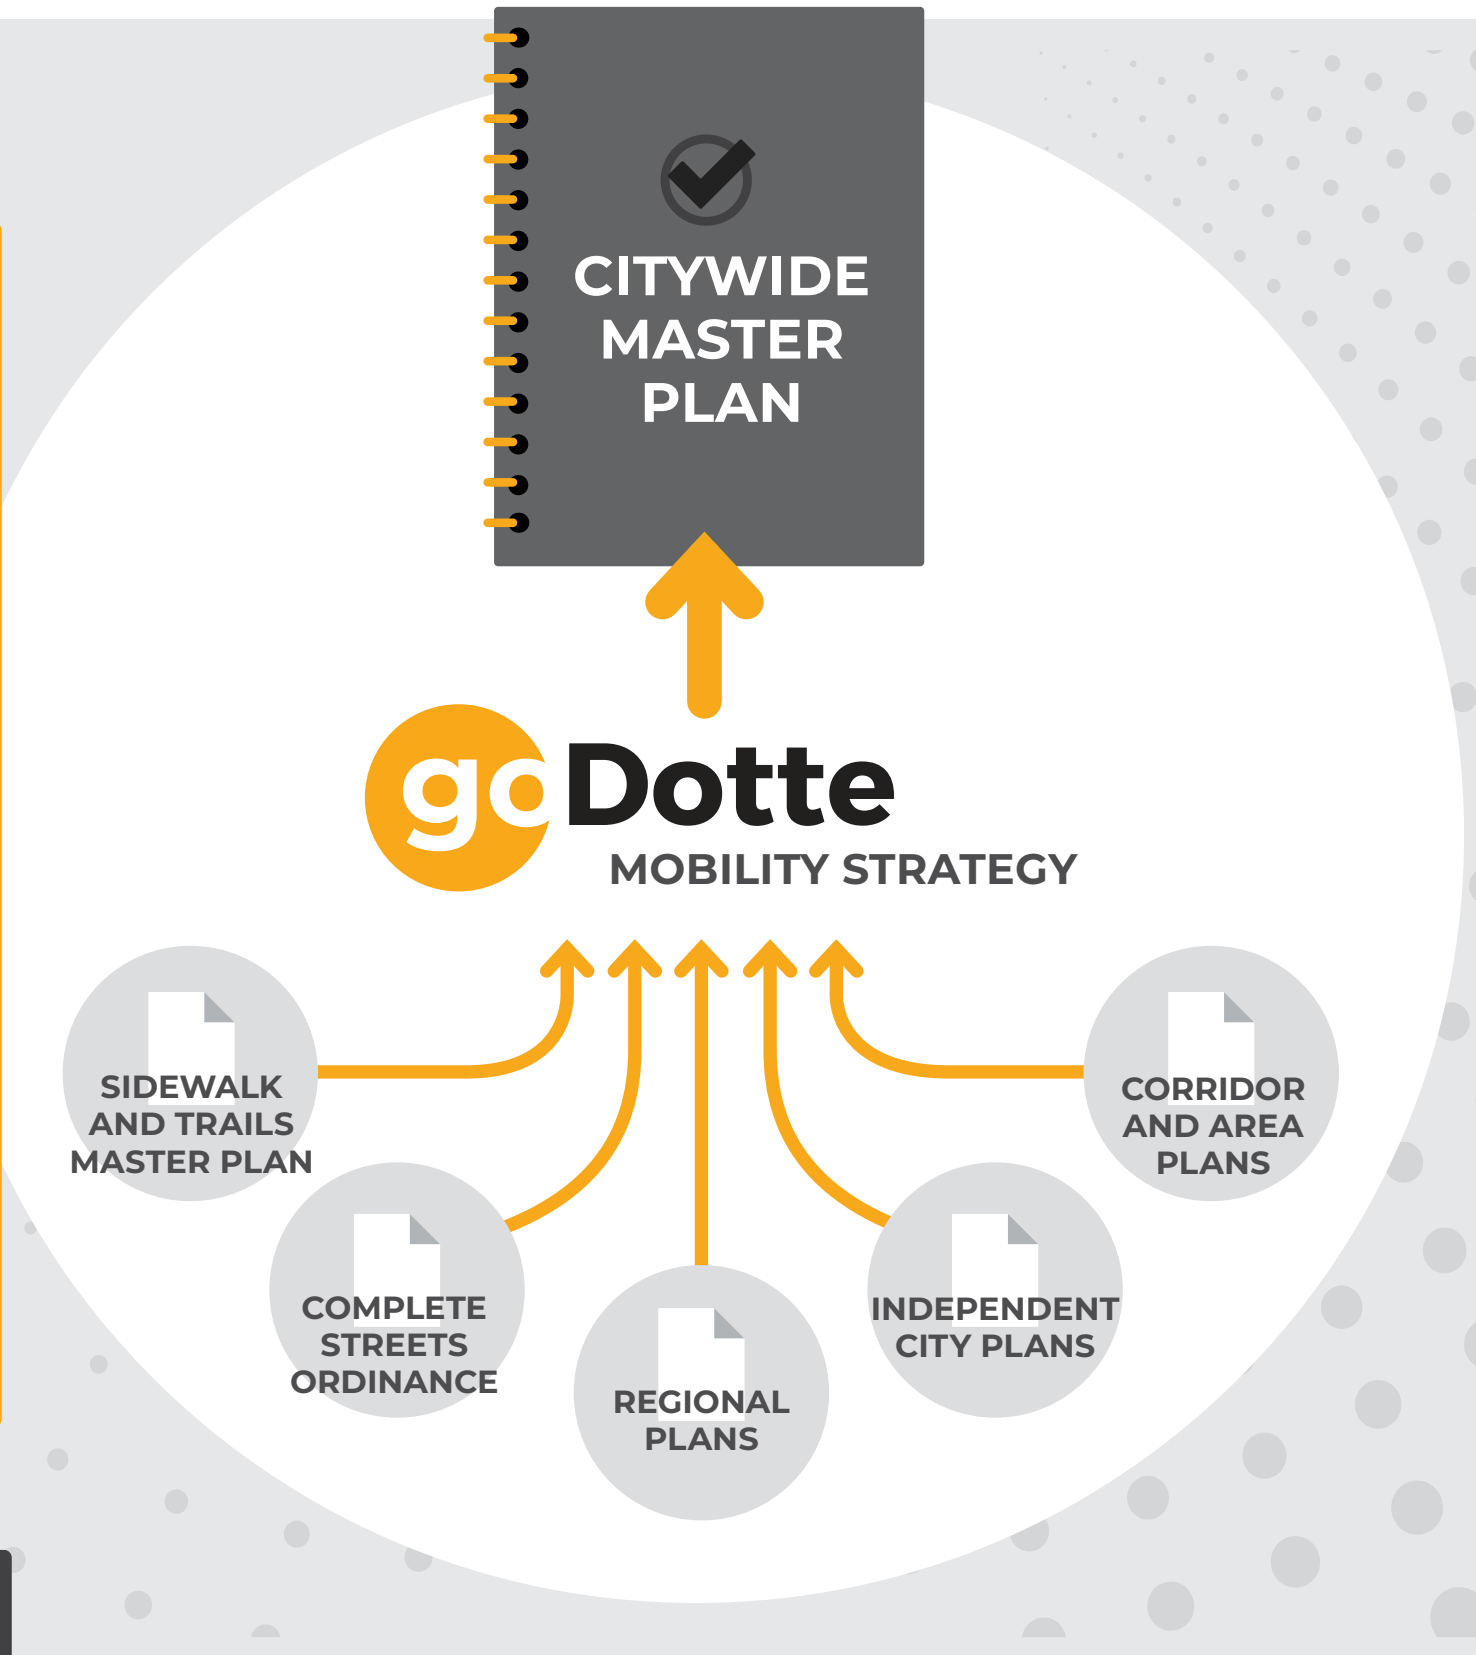 CITYWIDE
MASTER
PLAN
goDotte
MOBILITY STRATEGY
SIDEWALK
AND TRAILS
MASTER PLAN
COMPLETE
STREETS
ORDINANCE
REGIONAL
PLANS
INDEPENDENT
CITY PLANS
CORRIDOR
AND AREA
PLANS